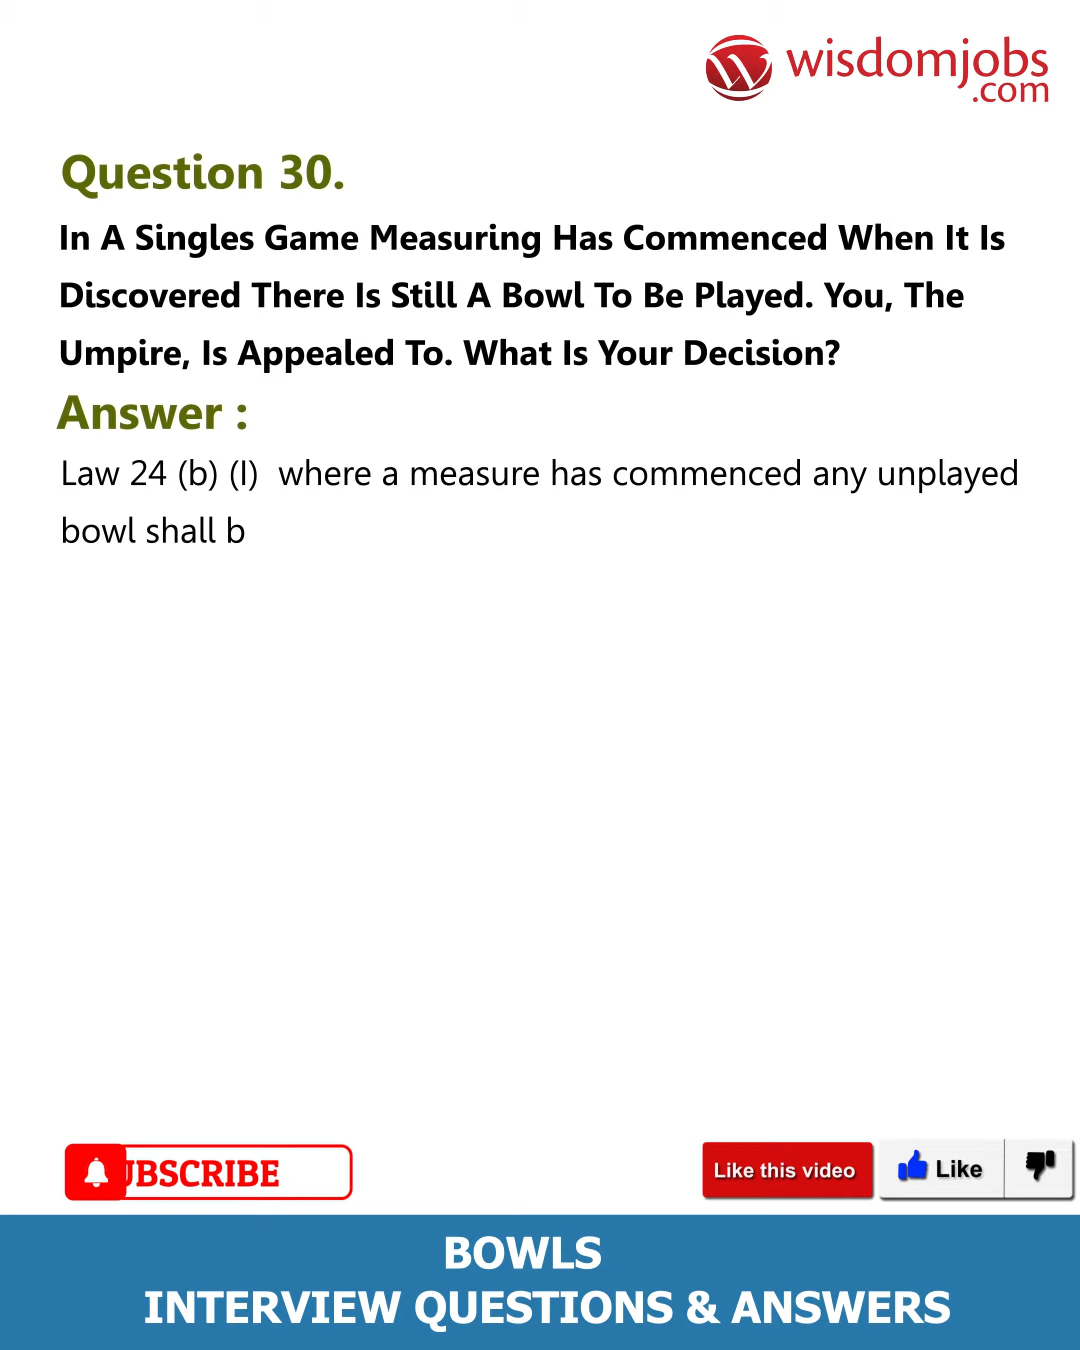 wisdomjobs
.com
Question 30.
In A Singles Game Measuring Has Commenced When It Is
Discovered There Is Still A Bowl To Be Played. You, The
Umpire, Is Appealed To. What Is Your Decision?
Answer :
Law 24 (b) (I)  where a measure has commenced any unplayed
bowl shall b
UBSCRIBE
Like this video
Like
BOWLS
INTERVIEW QUESTIONS & ANSWERS